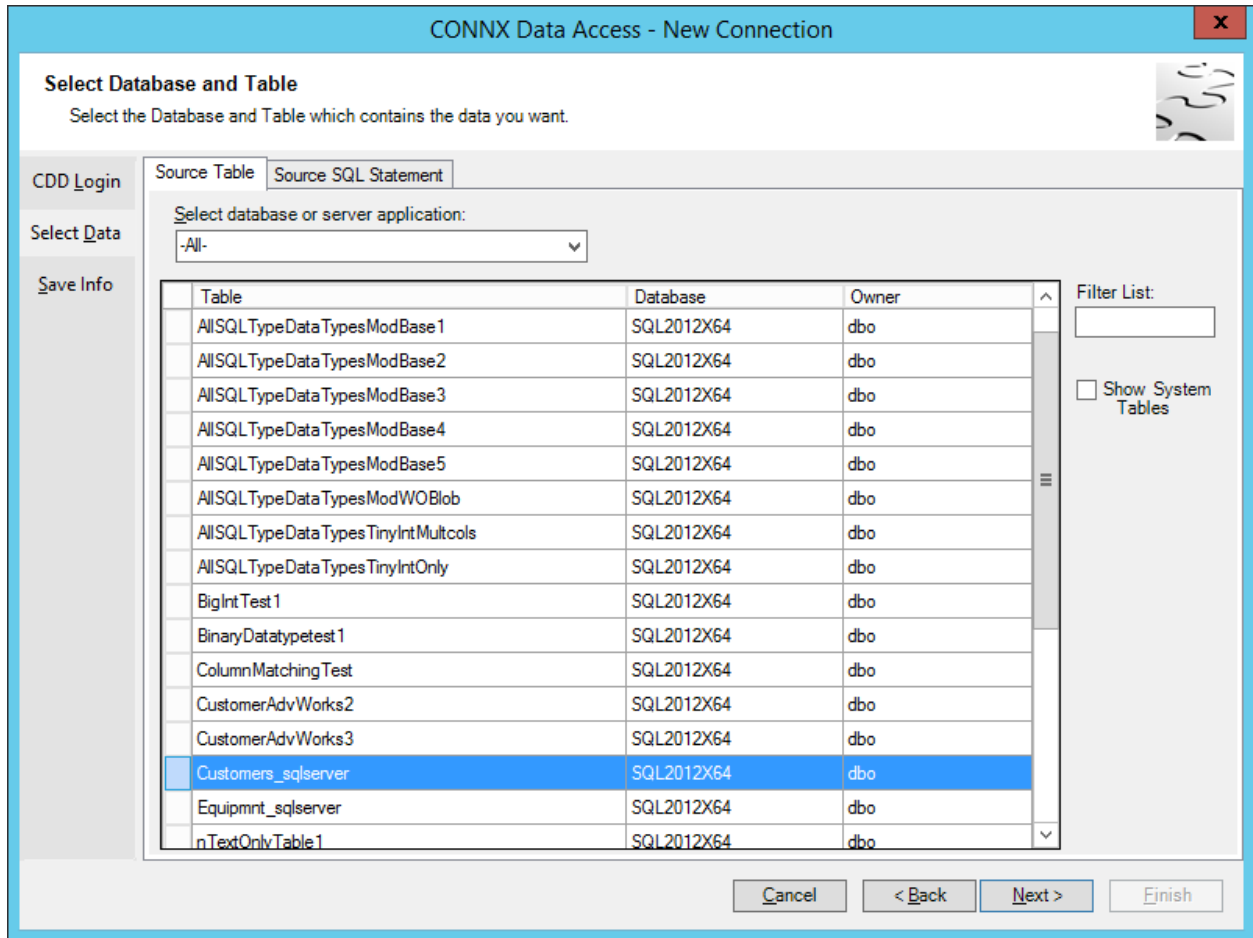 CONNX Data Access - New Connection
x
Select Database and Table
Select the Database and Table which contains the data you want.
CDD Login
Select Data
Save Info
Source Table Source SQL Statement
Select database or server application:
-All-
Table Database Owner
AllSQLTypeDataTypesModBase1 SQL2012X64 dbo
AllSQLTypeDataTypesModBase2 SQL2012X64 dbo
AllSQLTypeDataTypesModBase3 SQL2012X64 dbo
AllSQLTypeDataTypesModBase4 SQL2012X64 dbo
AllSQLTypeDataTypesModBase5 SQL2012X64 dbo
AllSQLTypeDataTypesModWOBlob SQL2012X64 dbo
AllSQLTypeDataTypesTinyIntMultcols SQL2012X64 dbo
AllSQLTypeDataTypesTinyIntOnly SQL2012X64 dbo
BigIntTest1 SQL2012X64 dbo
BinaryDatatypetest1 SQL2012X64 dbo
ColumnMatchingTest SQL2012X64 dbo
CustomerAdvWorks2 SQL2012X64 dbo
CustomerAdvWorks3 SQL2012X64 dbo
Customers_sqlserver SQL2012X64 dbo
Equipmnt_sqlserver SQL2012X64 dbo
nTextOnlyTable1 SQL2012X64 dbo
Filter List:
Show System
Tables
Cancel < Back Next > Finish